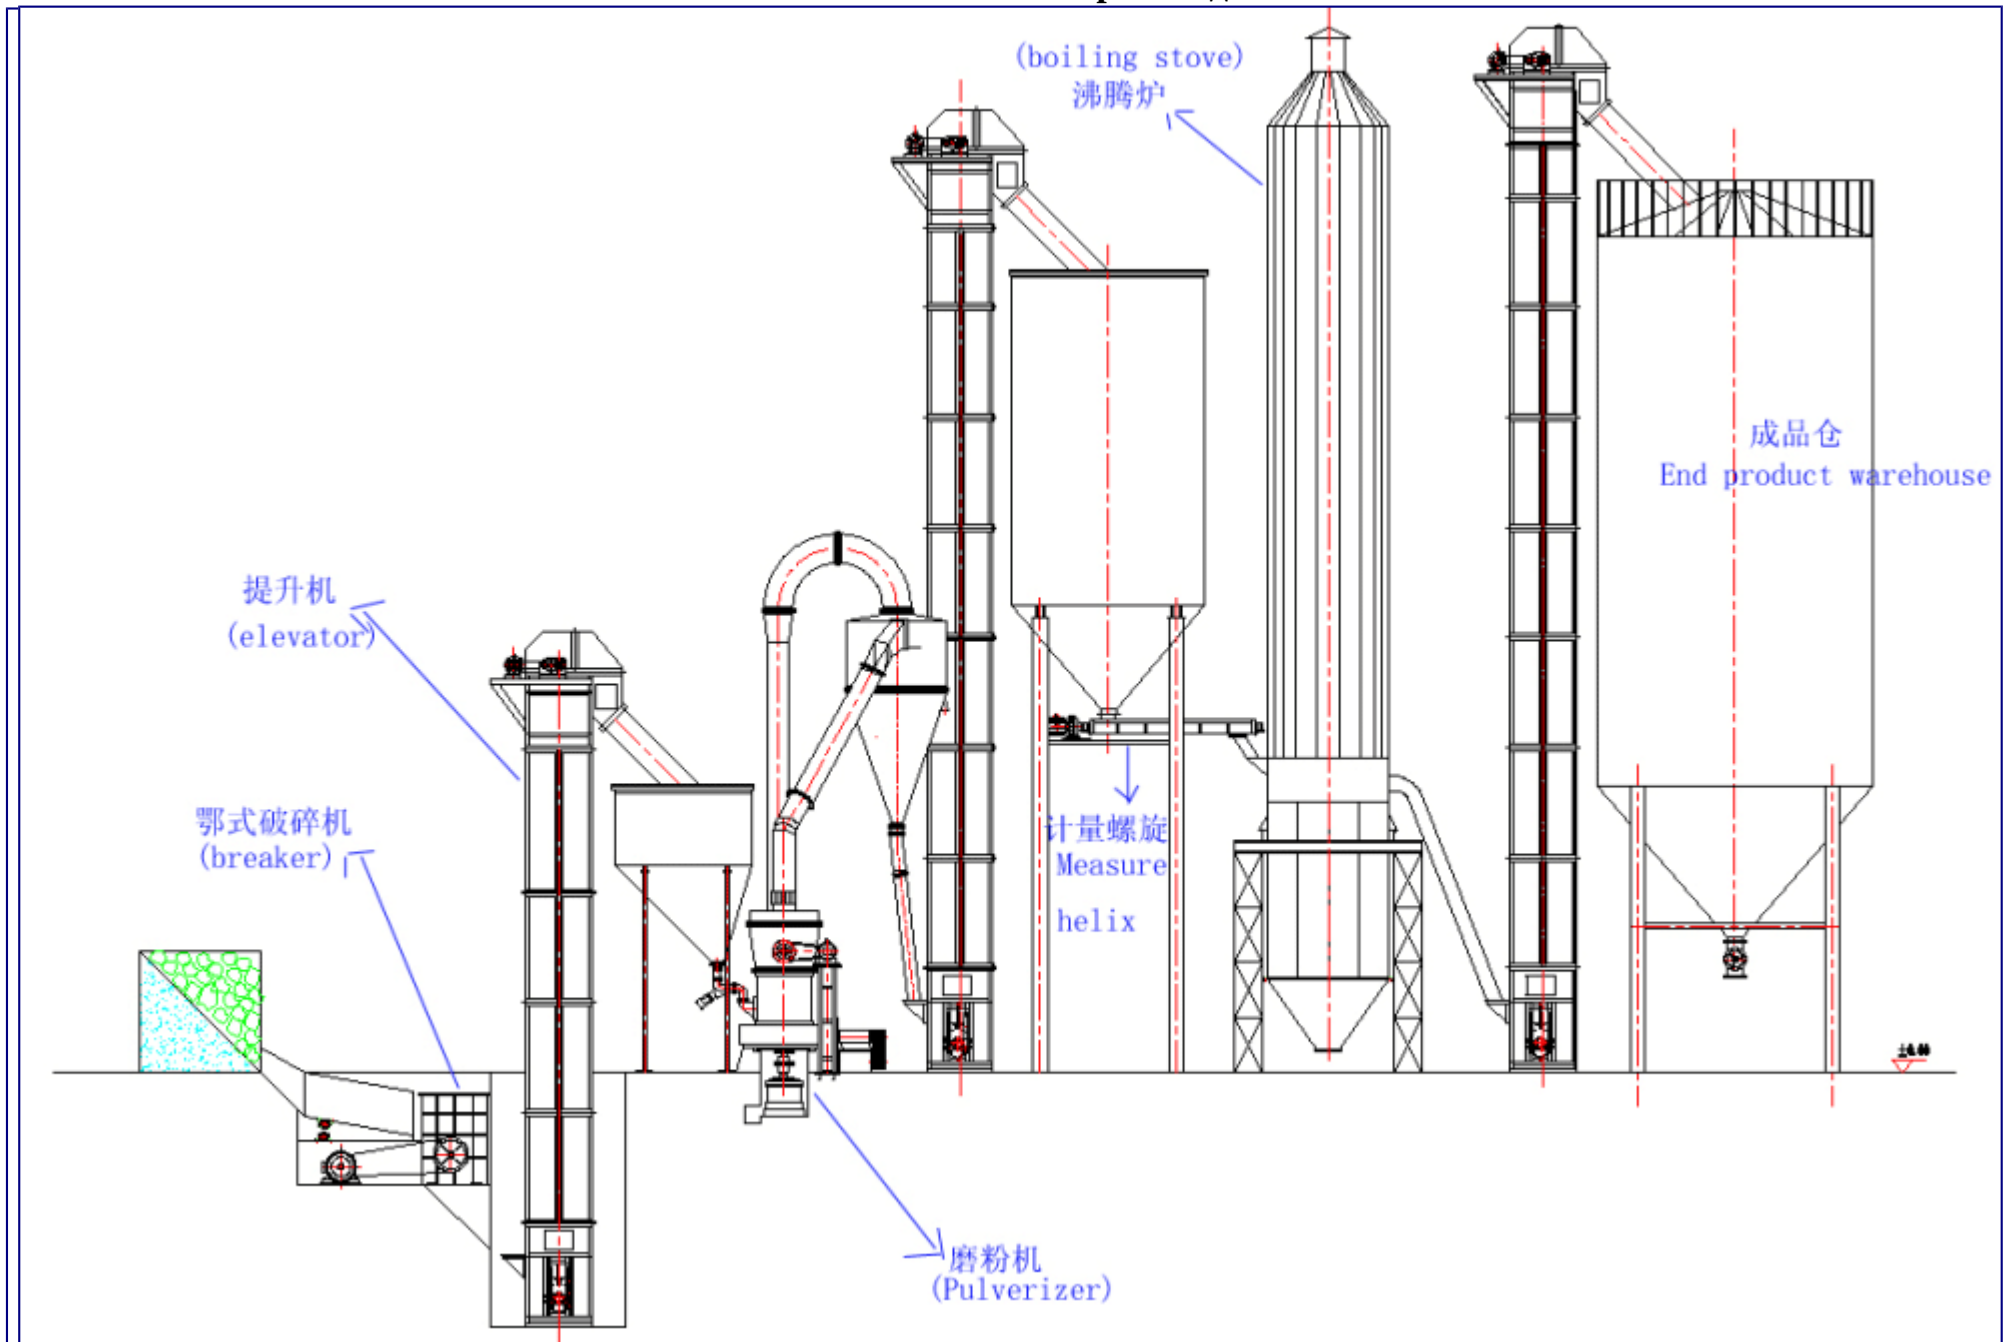 (boiling stove)
沸腾炉
成品仓
End product warehouse
提升机
(elevator)
鄂式破碎机
(breaker)
计量螺旋
Measure
helix
磨粉机
(Pulverizer)